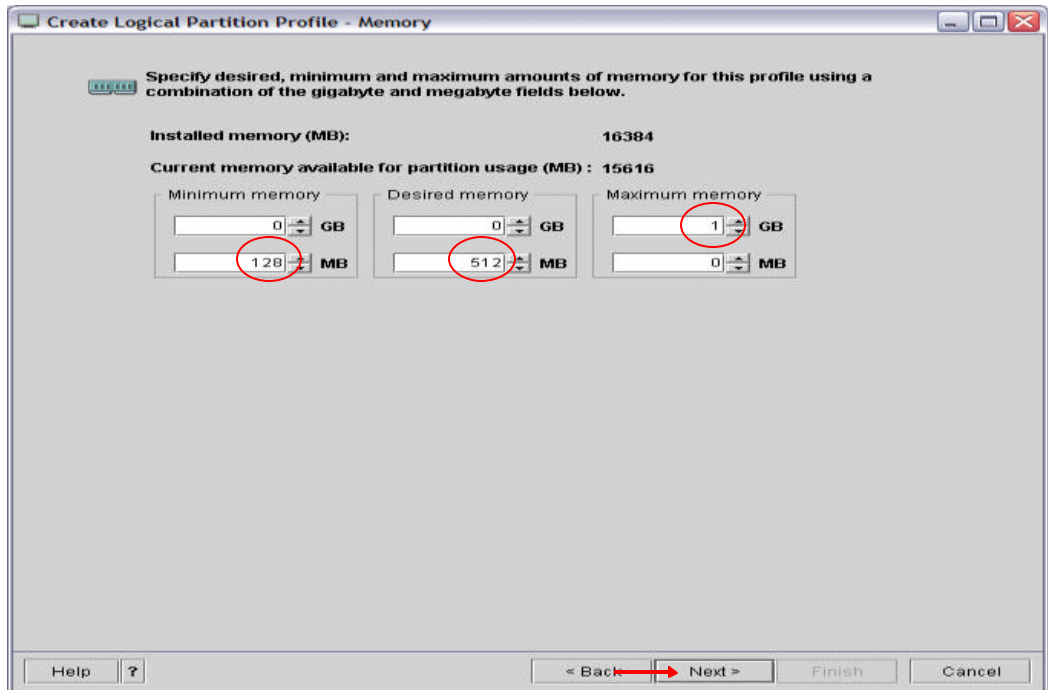 Create Logical Partition Profile - Memory
Specify desired, minimum and maximum amounts of memory for this profile using a
combination of the gigabyte and megabyte fields below.
Installed memory (MB): 16384
Current memory available for partition usage (MB) : 15616
Minimum memory Desired memory Maximum memory
0 GB 0 GB 1 GB
128 MB 512 MB 0 MB
Help ? < Back Next > Finish Cancel